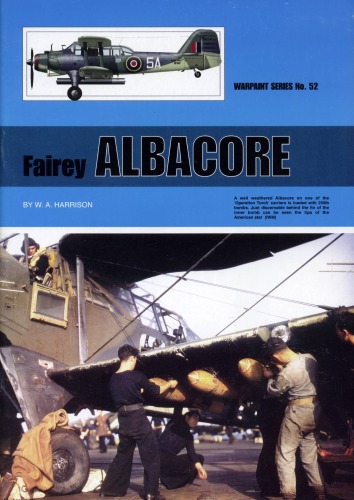 5A
WARPAINT SERIES No. 52
Fairey ALBACORE
BY W. A. HARRISON
A well weathered Albacore on one of the
'Operation Torch' carriers is loaded with 250lb
bombs. Just discernable behind the fin of the
inner bomb can be seen the tips of the
American star (IWM)